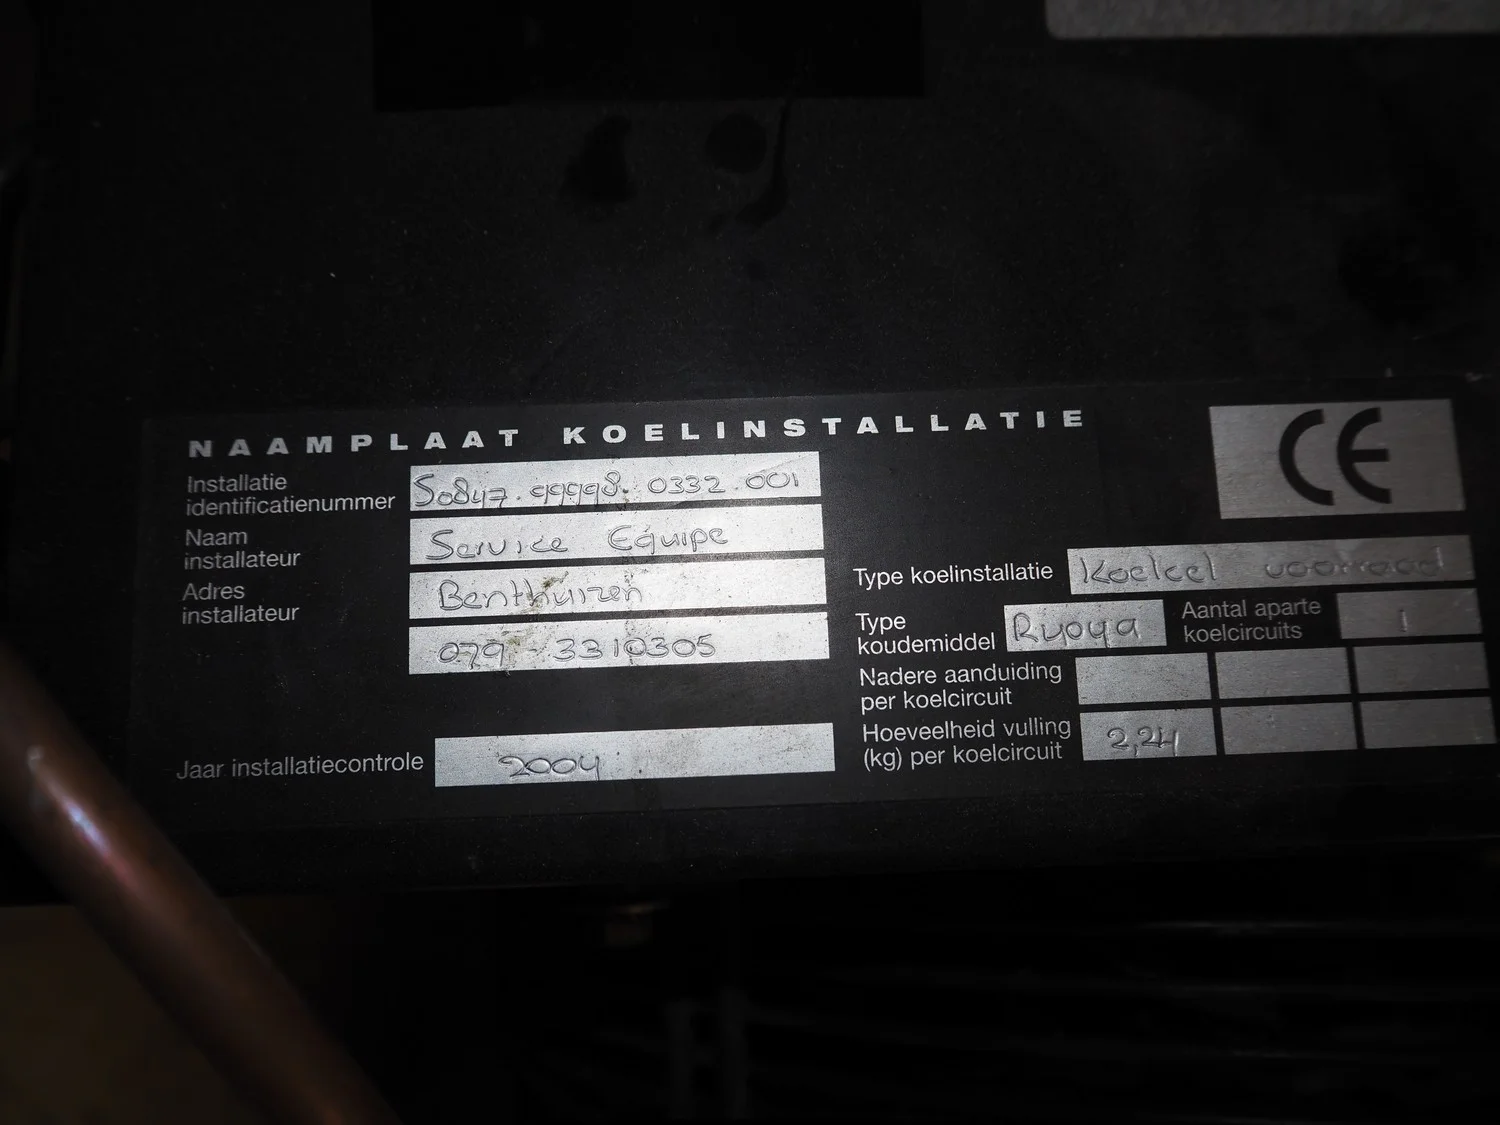 NAAMPLAAT KOELINSTALLATIE
CE
Installatie
identificatienummer
S0847.99998.0332.001
Naam
installateur
Service Equipe
Adres
installateur
Benthuizen
079 - 3310305
Jaar installatiecontrole
2004
Type koelinstallatie
Koelcel voorraad
Type
koudemiddel
R404a
Aantal aparte
koelcircuits
1
Nadere aanduiding
per koelcircuit
Hoeveelheid vulling
(kg) per koelcircuit
2,24